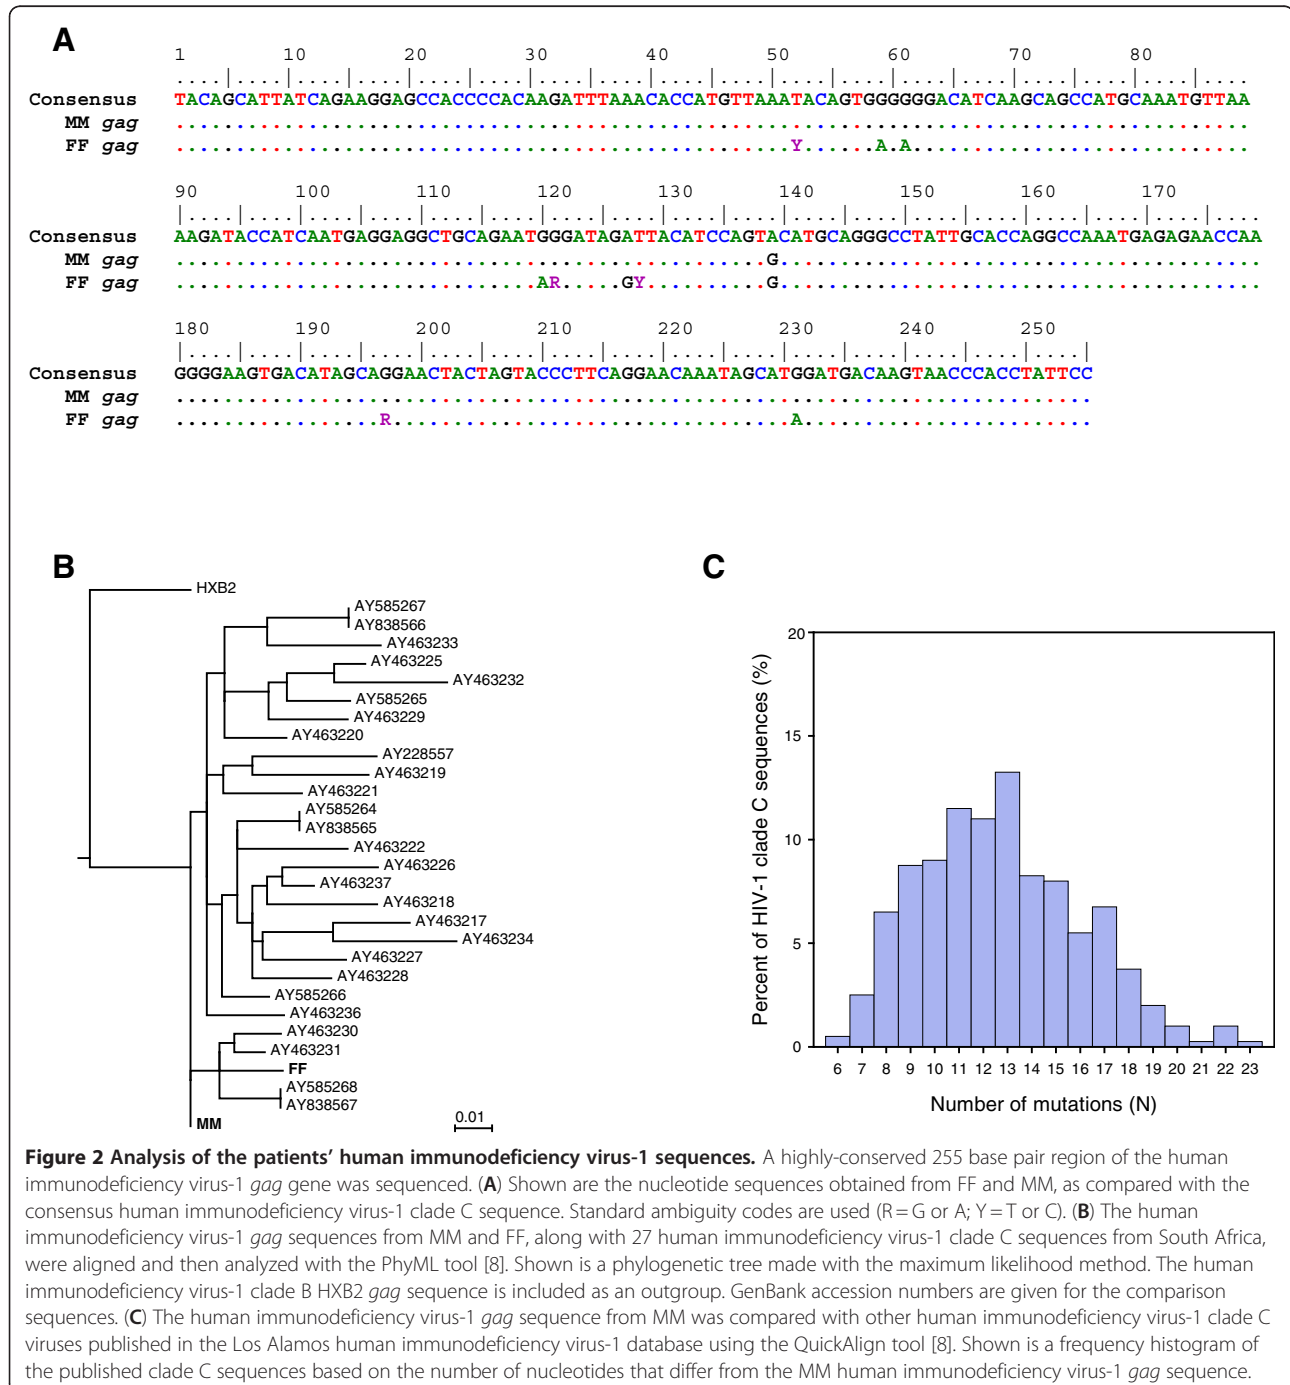 A
1 10 20 30 40 50 60 70 80
Consensus TACAGCATTATCAGAAGGAGCCACCCCACAAGATTTAAACACCATGTTAAATACAGTGGGGGGACATCAAGCAGCCATGCAAATGTTAA
MM gag
FF gag Y A A
90 100 110 120 130 140 150 160 170
Consensus AAGATACCATCAATGAGGAGGCTGCAGAATGGGATAGATTACATCCAGTACATGCAGGGCCTATTGCACCAGGCCAAATGAGAGAACCAA
MM gag G
FF gag A R G Y G
180 190 200 210 220 230 240 250
Consensus GGGGAAGTGACATAGCAGGAACTACTAGTACCCTTCAGGAACAAATAGCATGGATGACAAGTAACCCACCTATTCC
MM gag
FF gag R A
B
HXB2
AY585267
AY838566
AY463233
AY463225
AY463232
AY585265
AY463229
AY463220
AY228557
AY463219
AY463221
AY585264
AY838565
AY463222
AY463226
AY463237
AY463218
AY463217
AY463234
AY463227
AY463228
AY585266
AY463236
AY463230
AY463231
FF
AY585268
AY838567
MM
0.01
C
Percent of HIV-1 clade C sequences (%)
20
15
10
5
0
6 7 8 9 10 11 12 13 14 15 16 17 18 19 20 21 22 23
Number of mutations (N)
Figure 2 Analysis of the patients' human immunodeficiency virus-1 sequences. A highly-conserved 255 base pair region of the human
immunodeficiency virus-1 gag gene was sequenced. (A) Shown are the nucleotide sequences obtained from FF and MM, as compared with the
consensus human immunodeficiency virus-1 clade C sequence. Standard ambiguity codes are used (R = G or A; Y = T or C). (B) The human
immunodeficiency virus-1 gag sequences from MM and FF, along with 27 human immunodeficiency virus-1 clade C sequences from South Africa,
were aligned and then analyzed with the PhyML tool [8]. Shown is a phylogenetic tree made with the maximum likelihood method. The human
immunodeficiency virus-1 clade B HXB2 gag sequence is included as an outgroup. GenBank accession numbers are given for the comparison
sequences. (C) The human immunodeficiency virus-1 gag sequence from MM was compared with other human immunodeficiency virus-1 clade C
viruses published in the Los Alamos human immunodeficiency virus-1 database using the QuickAlign tool [8]. Shown is a frequency histogram of
the published clade C sequences based on the number of nucleotides that differ from the MM human immunodeficiency virus-1 gag sequence.